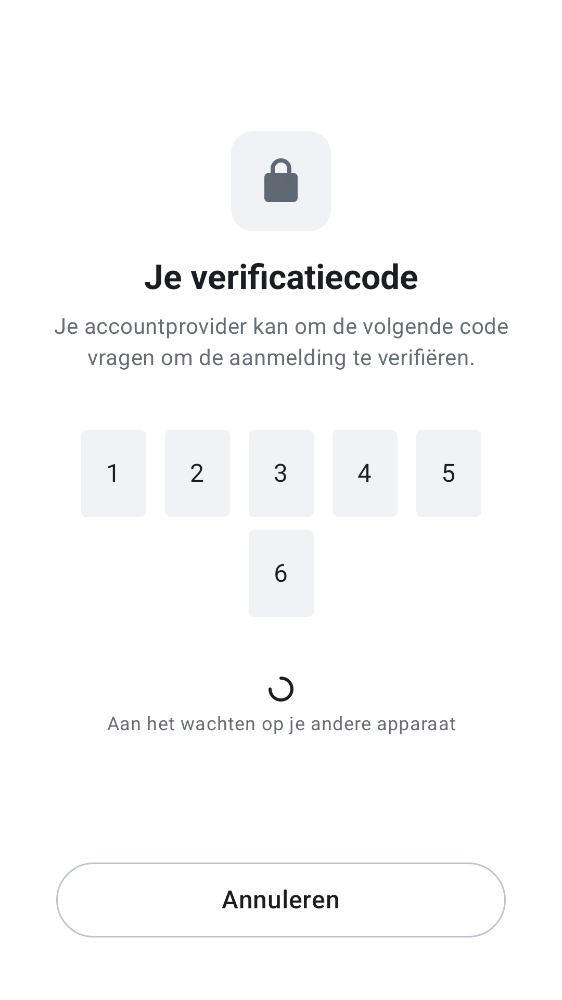 Je verificatiecode
Je accountprovider kan om de volgende code
vragen om de aanmelding te verifiëren.
1 2 3 4 5
6
Aan het wachten op je andere apparaat
Annuleren